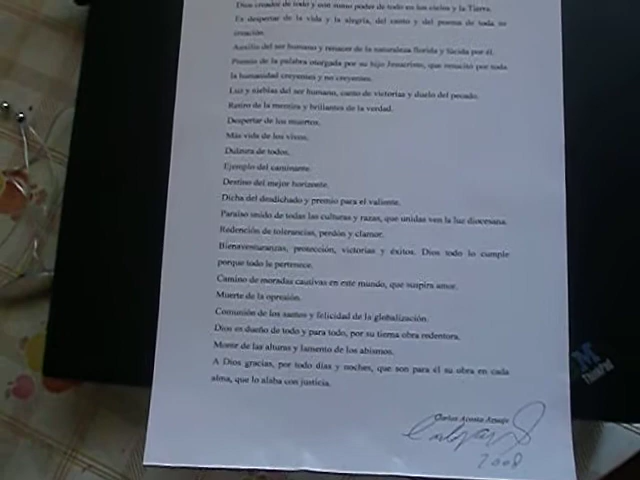 Dios creador de todo y con sumo poder de todo en los cielos y la Tierra.
Es despertar de la vida y la alegría, del canto y del poema de toda su
creación.
Auxilio del ser humano y renacer de la naturaleza florida y lúcida por él.
Puente de la palabra otorgada por su hijo Jesucristo, que resucitó por toda
la humanidad creyentes y no creyentes.
Luz y nieblas del ser humano, canto de victorias y duelo del pecado.
Retiro de la mentira y brillantes de la verdad.
Despertar de los muertos.
Más vida de los vivos.
Dulzura de todos.
Ejemplo del caminante.
Destino del mejor horizonte.
Dicha del desdichado y premio para el valiente.
Paraíso unido de todas las culturas y razas, que unidas ven la luz diocesana.
Redención de tolerancias, perdón y clamor.
Bienaventuranzas, protección, victorias y éxitos. Dios todo lo cumple
porque todo le pertenece.
Camino de moradas cautivas en este mundo, que suspira amor.
Muerte de la opresión.
Comunión de los santos y felicidad de la globalización.
Dios es dueño de todo y para todo, por su tierna obra redentora.
Monte de las alturas y lamento de los abismos.
A Dios gracias, por todo días y noches, que son para él su obra en cada
alma, que lo alaba con justicia.
Carlos Acosta Araujo
2008
ThinkPad